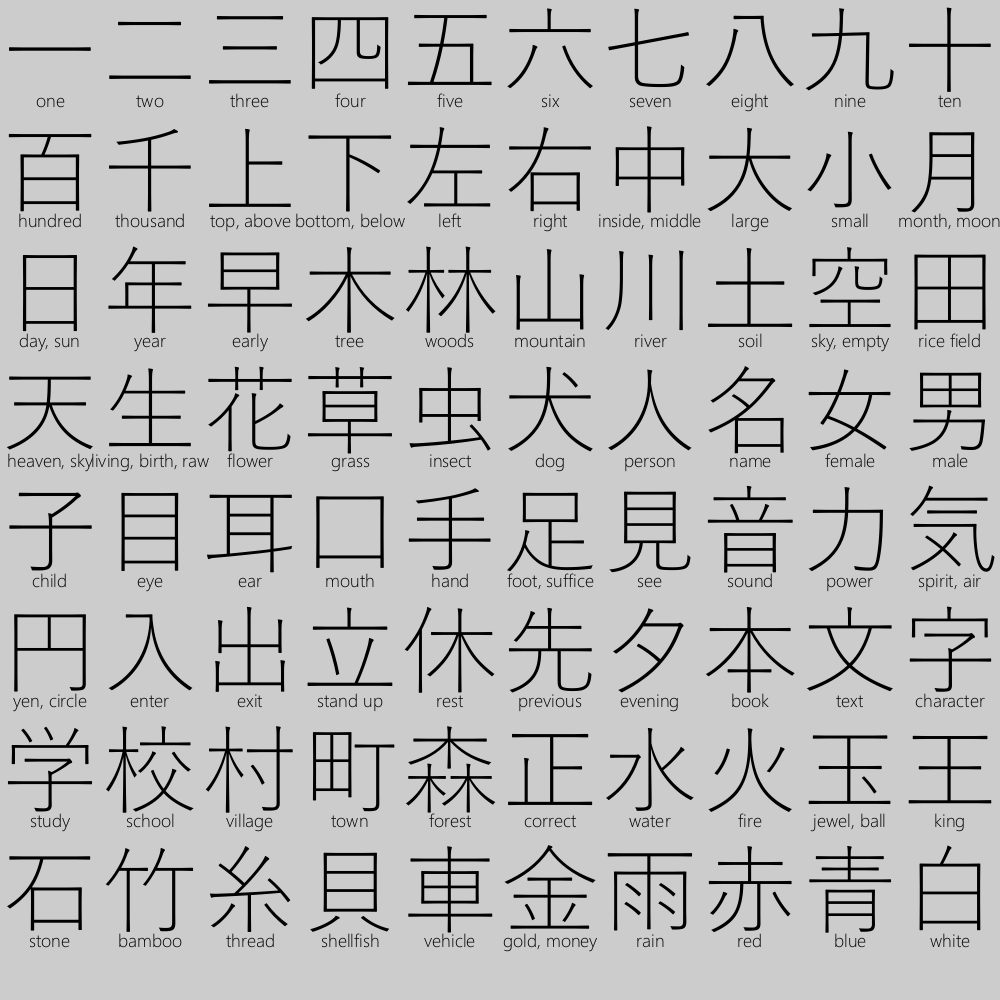 一 二 三 四 五 六 七 八 九 十
one two three four five six seven eight nine ten
百 千 上 下 左 右 中 大 小 月
hundred thousand top, above bottom, below left right inside, middle large small month, moon
日 年 早 木 林 山 川 土 空 田
day, sun year early tree woods mountain river soil sky, empty rice field
天 生 花 草 虫 犬 人 名 女 男
heaven, sky living, birth, raw flower grass insect dog person name female male
子 目 耳 口 手 足 見 音 力 気
child eye ear mouth hand foot, suffice see sound power spirit, air
円 入 出 立 休 先 夕 本 文 字
yen, circle enter exit stand up rest previous evening book text character
学 校 村 町 森 正 水 火 玉 王
study school village town forest correct water fire jewel, ball king
石 竹 糸 貝 車 金 雨 赤 青 白
stone bamboo thread shellfish vehicle gold, money rain red blue white